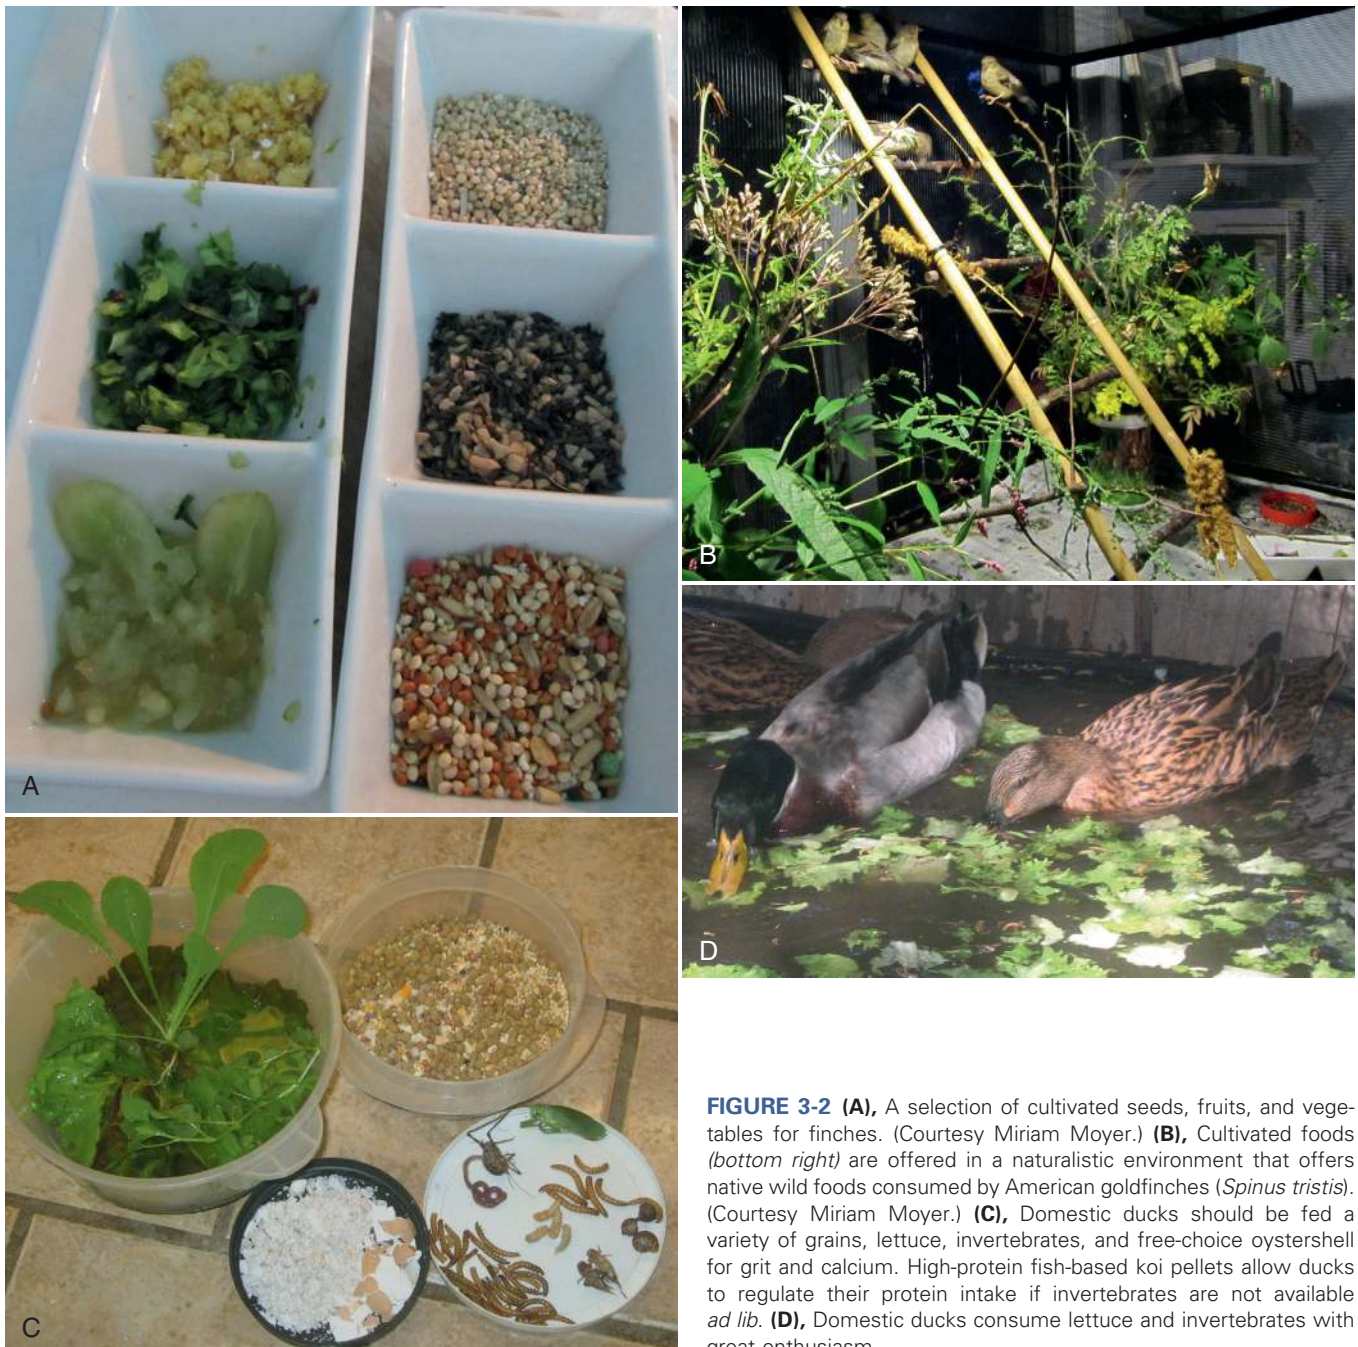 A
B
C
D
FIGURE 3-2 (A), A selection of cultivated seeds, fruits, and vege-
tables for finches. (Courtesy Miriam Moyer.) (B), Cultivated foods
(bottom right) are offered in a naturalistic environment that offers
native wild foods consumed by American goldfinches (Spinus tristis).
(Courtesy Miriam Moyer.) (C), Domestic ducks should be fed a
variety of grains, lettuce, invertebrates, and free-choice oystershell
for grit and calcium. High-protein fish-based koi pellets allow ducks
to regulate their protein intake if invertebrates are not available
ad lib. (D), Domestic ducks consume lettuce and invertebrates with
great enthusiasm.